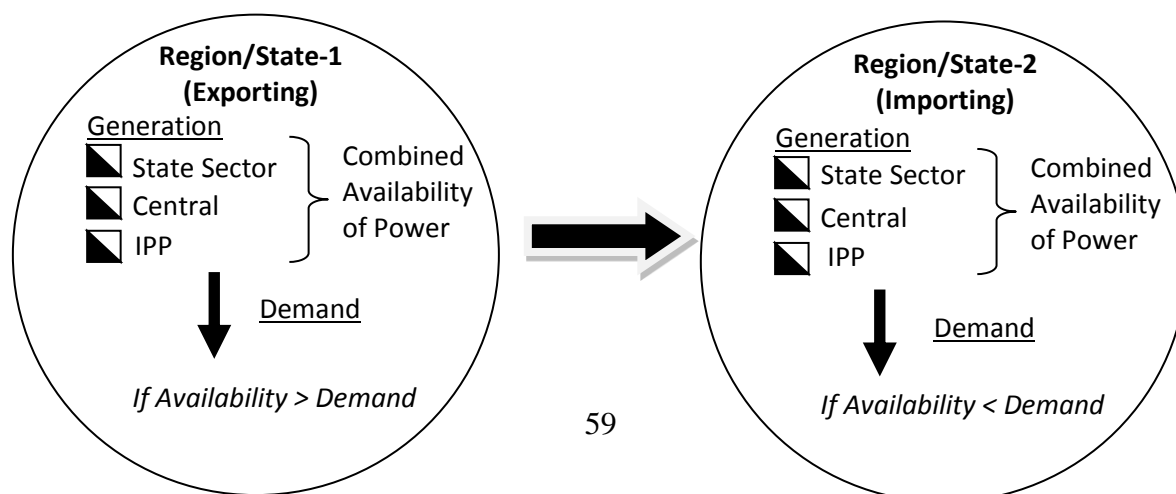 Region/State-1
(Exporting)
Generation
State Sector
Central
IPP
Combined
Availability
of Power
Demand
If Availability > Demand
Region/State-2
(Importing)
Generation
State Sector
Central
IPP
Combined
Availability
of Power
Demand
If Availability < Demand
59